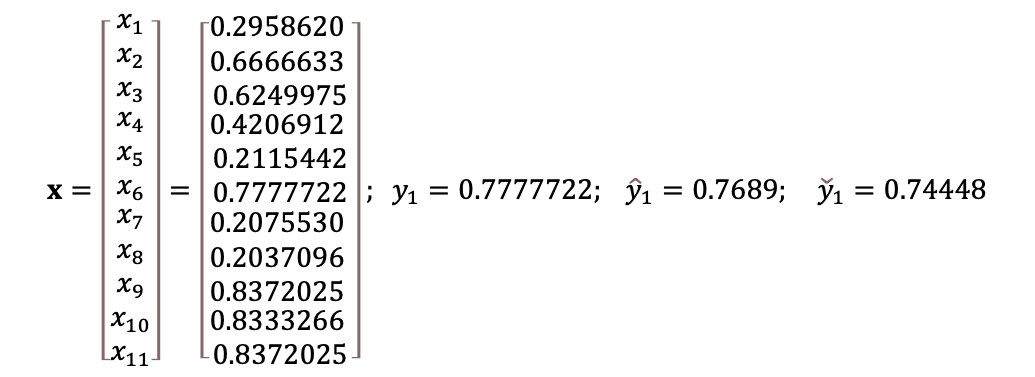 x₁ 0.2958620
x₂ 0.6666633
x₃ 0.6249975
x₄ 0.4206912
x₅ 0.2115442
𝐱 = x₆ = 0.7777722 ; y₁ = 0.7777722; ŷ₁ = 0.7689; y̌₁ = 0.74448
x₇ 0.2075530
x₈ 0.2037096
x₉ 0.8372025
x₁₀ 0.8333266
x₁₁ 0.8372025